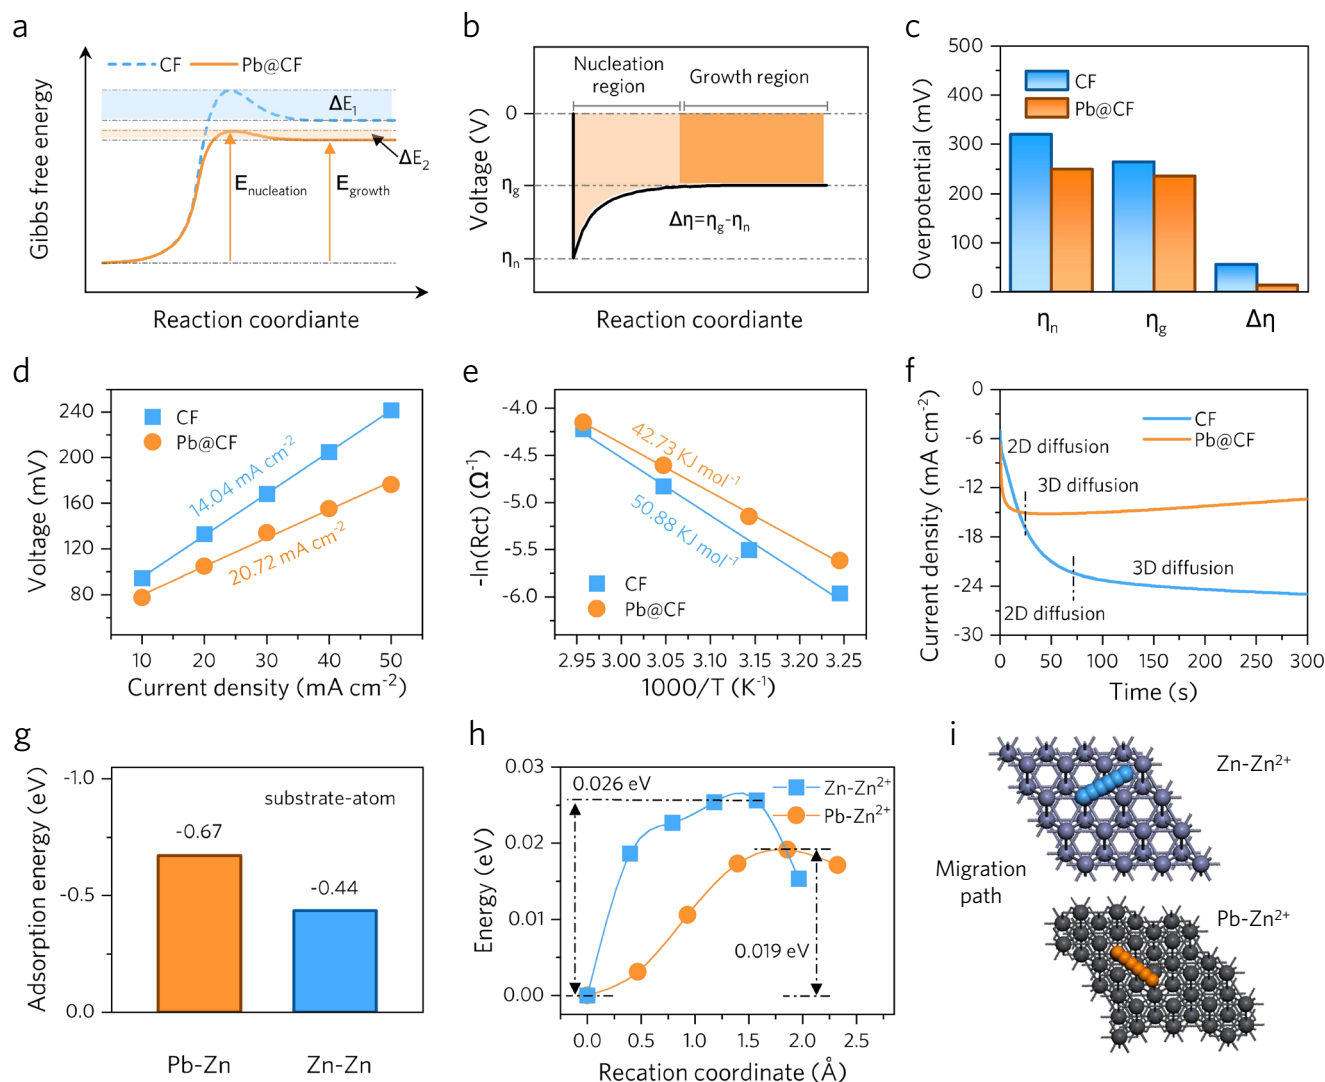 a
CF
Pb@CF
ΔE1
ΔE2
Enucleation
Egrowth
Gibbs free energy
Reaction coordiante
b
Nucleation
region
Growth region
0
ηg
ηn
Δη=ηg-ηn
Voltage (V)
Reaction coordiante
c
500
400
300
200
100
0
Overpotential (mV)
CF
Pb@CF
ηn
ηg
Δη
d
240
200
160
120
80
Voltage (mV)
CF
Pb@CF
14.04 mA cm-2
20.72 mA cm-2
10
20
30
40
50
Current density (mA cm-2)
e
-4.0
-4.5
-5.0
-5.5
-6.0
-ln(Rct) (Ω-1)
42.73 KJ mol-1
50.88 KJ mol-1
CF
Pb@CF
2.95
3.00
3.05
3.10
3.15
3.20
3.25
1000/T (K-1)
f
0
-6
-12
-18
-24
-30
Current density (mA cm-2)
CF
Pb@CF
2D diffusion
3D diffusion
3D diffusion
2D diffusion
0
50
100
150
200
250
300
Time (s)
g
-1.0
-0.5
0.0
Adsorption energy (eV)
substrate-atom
-0.67
-0.44
Pb-Zn
Zn-Zn
h
0.03
0.02
0.01
0.00
Energy (eV)
0.026 eV
Zn-Zn2+
Pb-Zn2+
0.019 eV
0.0
0.5
1.0
1.5
2.0
2.5
Recation coordinate (Å)
i
Zn-Zn2+
Migration
path
Pb-Zn2+